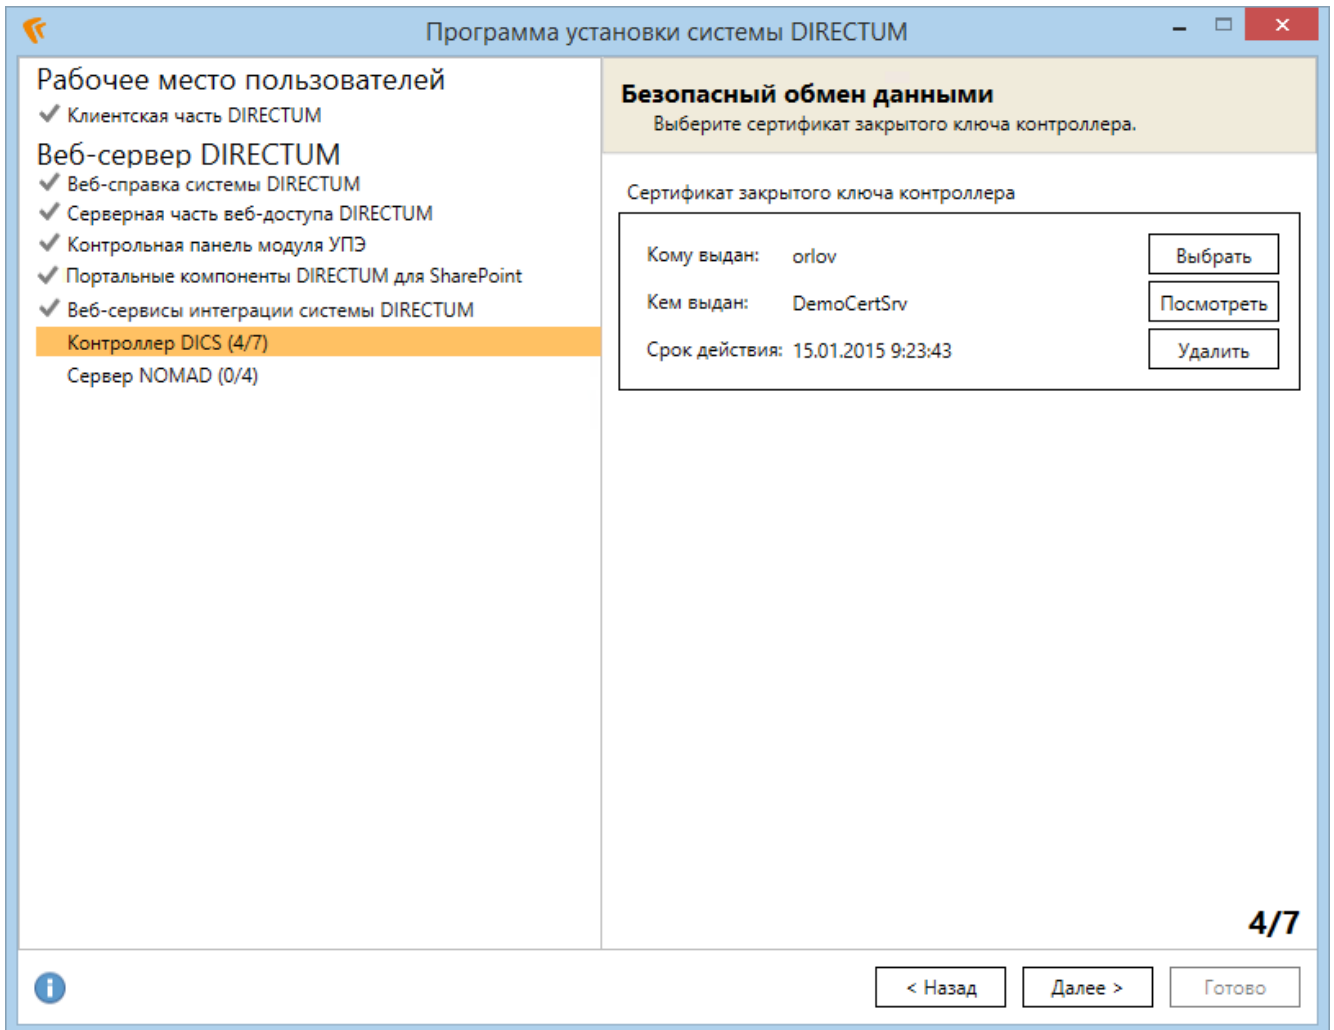 Программа установки системы DIRECTUM
Рабочее место пользователей
Клиентская часть DIRECTUM
Веб-сервер DIRECTUM
Веб-справка системы DIRECTUM
Серверная часть веб-доступа DIRECTUM
Контрольная панель модуля УПЭ
Портальные компоненты DIRECTUM для SharePoint
Веб-сервисы интеграции системы DIRECTUM
Контроллер DICS (4/7)
Сервер NOMAD (0/4)
Безопасный обмен данными
Выберите сертификат закрытого ключа контроллера.
Сертификат закрытого ключа контроллера
Кому выдан: orlov Выбрать
Кем выдан: DemoCertSrv Посмотреть
Срок действия: 15.01.2015 9:23:43 Удалить
4/7
< Назад Далее > Готово